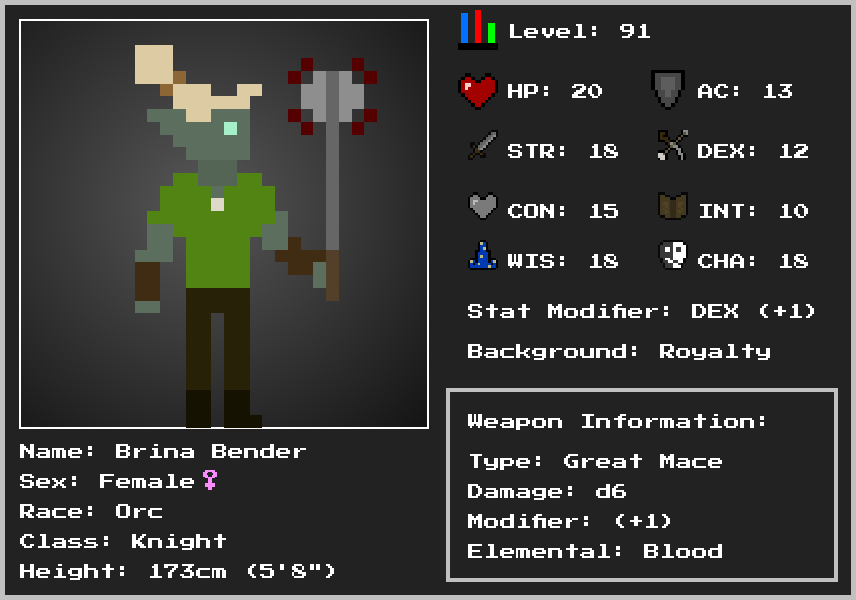 Level: 91
HP: 20 AC: 13
STR: 18 DEX: 12
CON: 15 INT: 10
WIS: 18 CHA: 18
Stat Modifier: DEX (+1)
Background: Royalty
Weapon Information:
Type: Great Mace
Damage: d6
Modifier: (+1)
Elemental: Blood
Name: Brina Bender
Sex: Female♀
Race: Orc
Class: Knight
Height: 173cm (5'8")